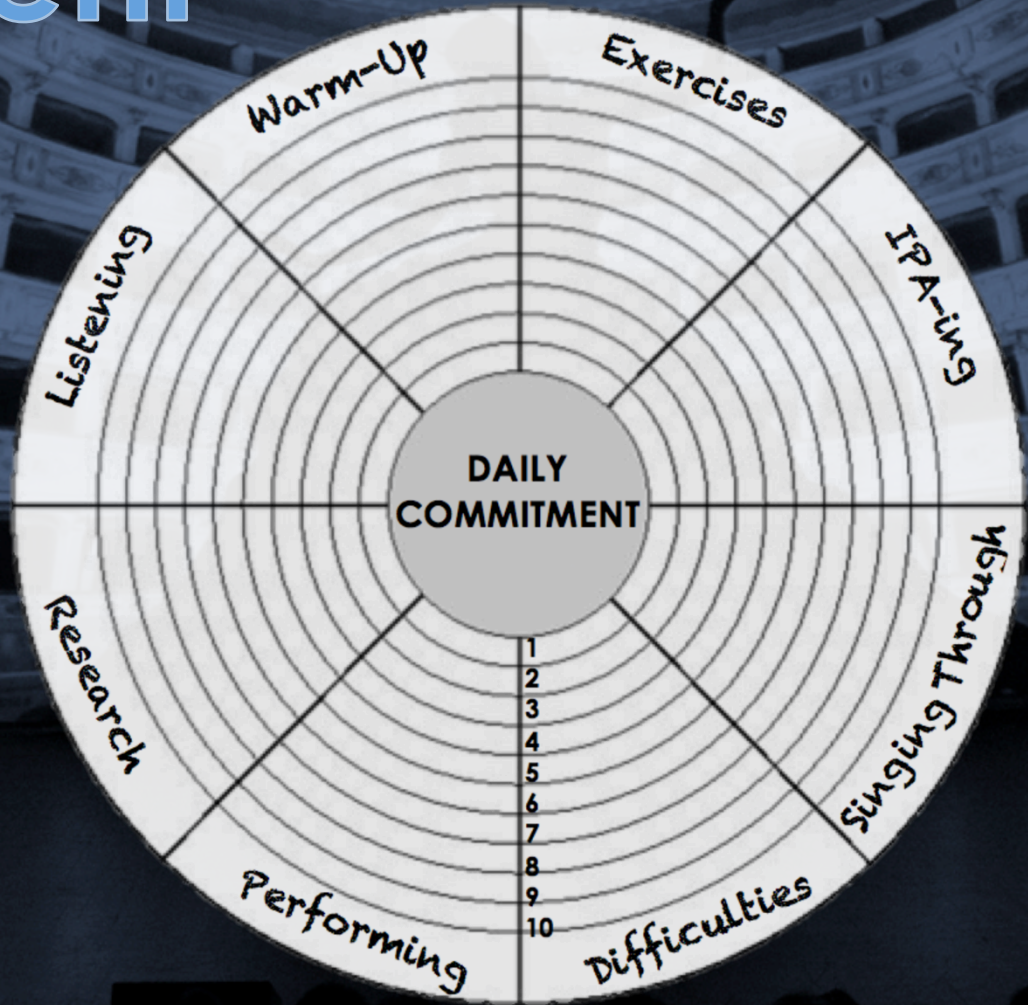 Warm-Up
Exercises
IPA-ing
Singing Through
Difficulties
Performing
Research
Listening
DAILY
COMMITMENT
1
2
3
4
5
6
7
8
9
10